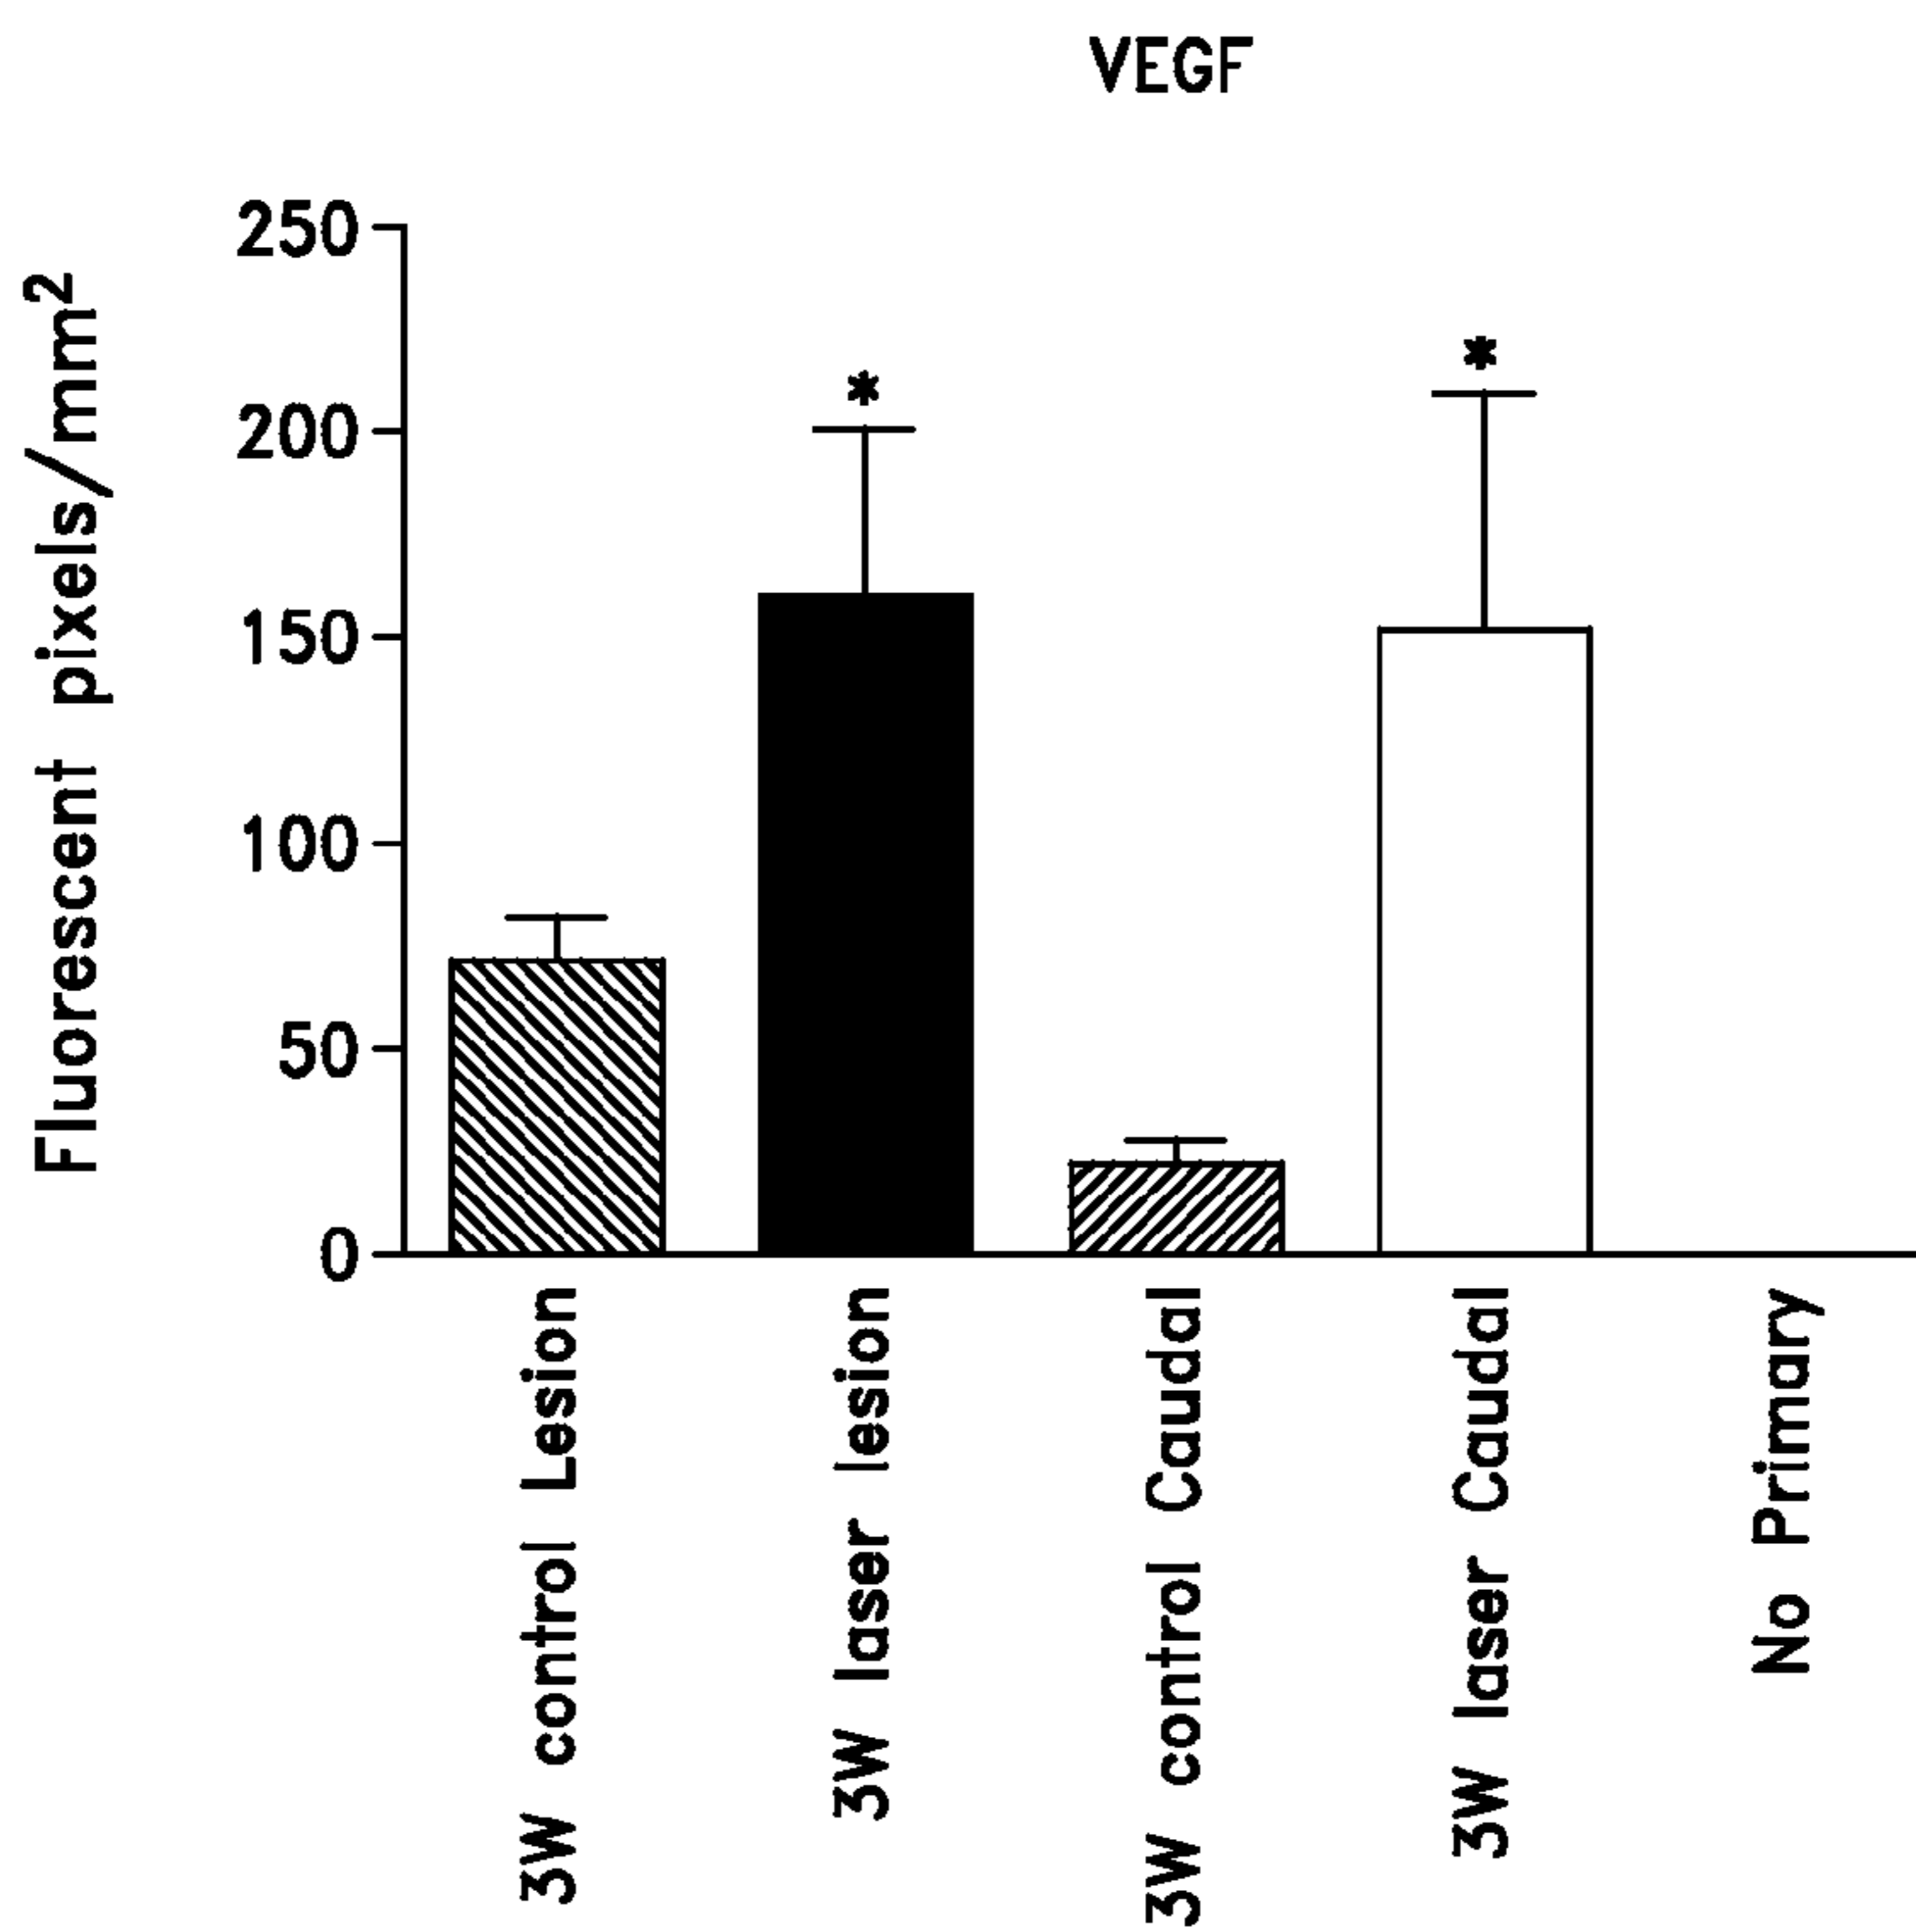 VEGF
Fluorescent pixels/mm²
250
200
150
100
50
0
*
*
3W control Lesion
3W laser lesion
3W control Caudal
3W laser Caudal
No Primary